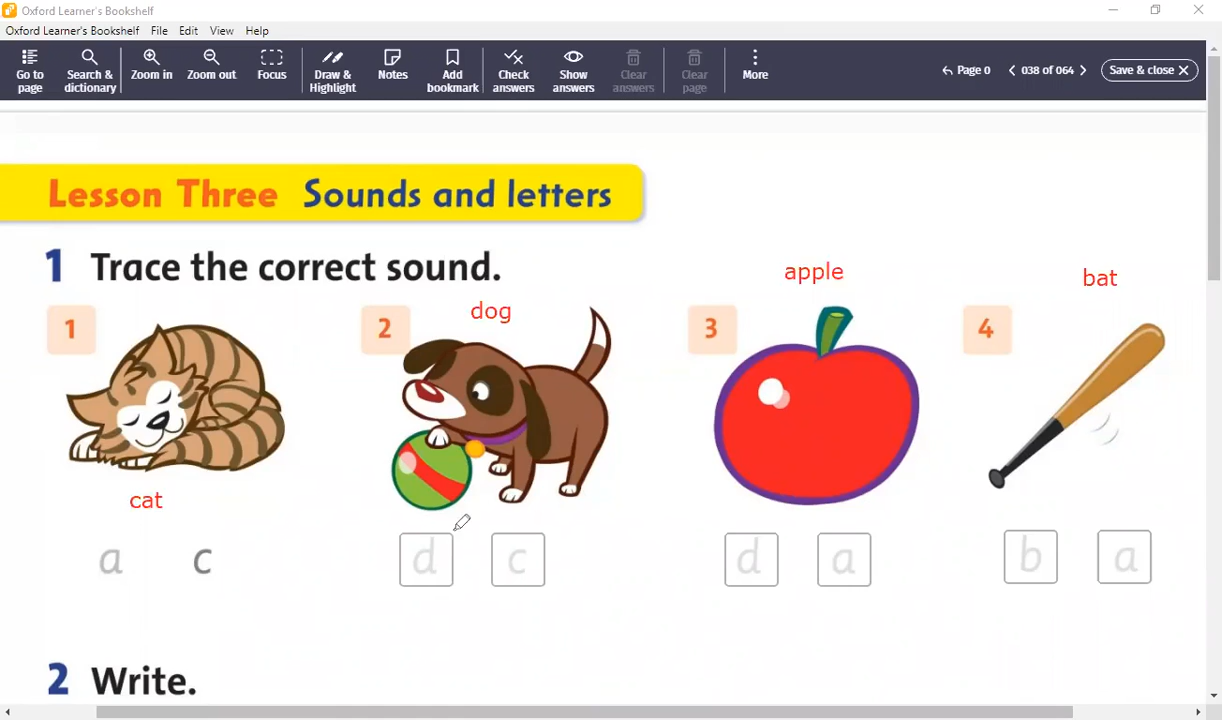 Oxford Learner's Bookshelf
Oxford Learner's Bookshelf File Edit View Help
Go to page
Search & dictionary
Zoom in
Zoom out
Focus
Draw & Highlight
Notes
Add bookmark
Check answers
Show answers
Clear answers
Clear page
More
Page 0
038 of 064
Save & close
Lesson Three Sounds and letters
1 Trace the correct sound.
1
cat
a c
2
dog
d c
3
apple
d a
4
bat
b a
2 Write.